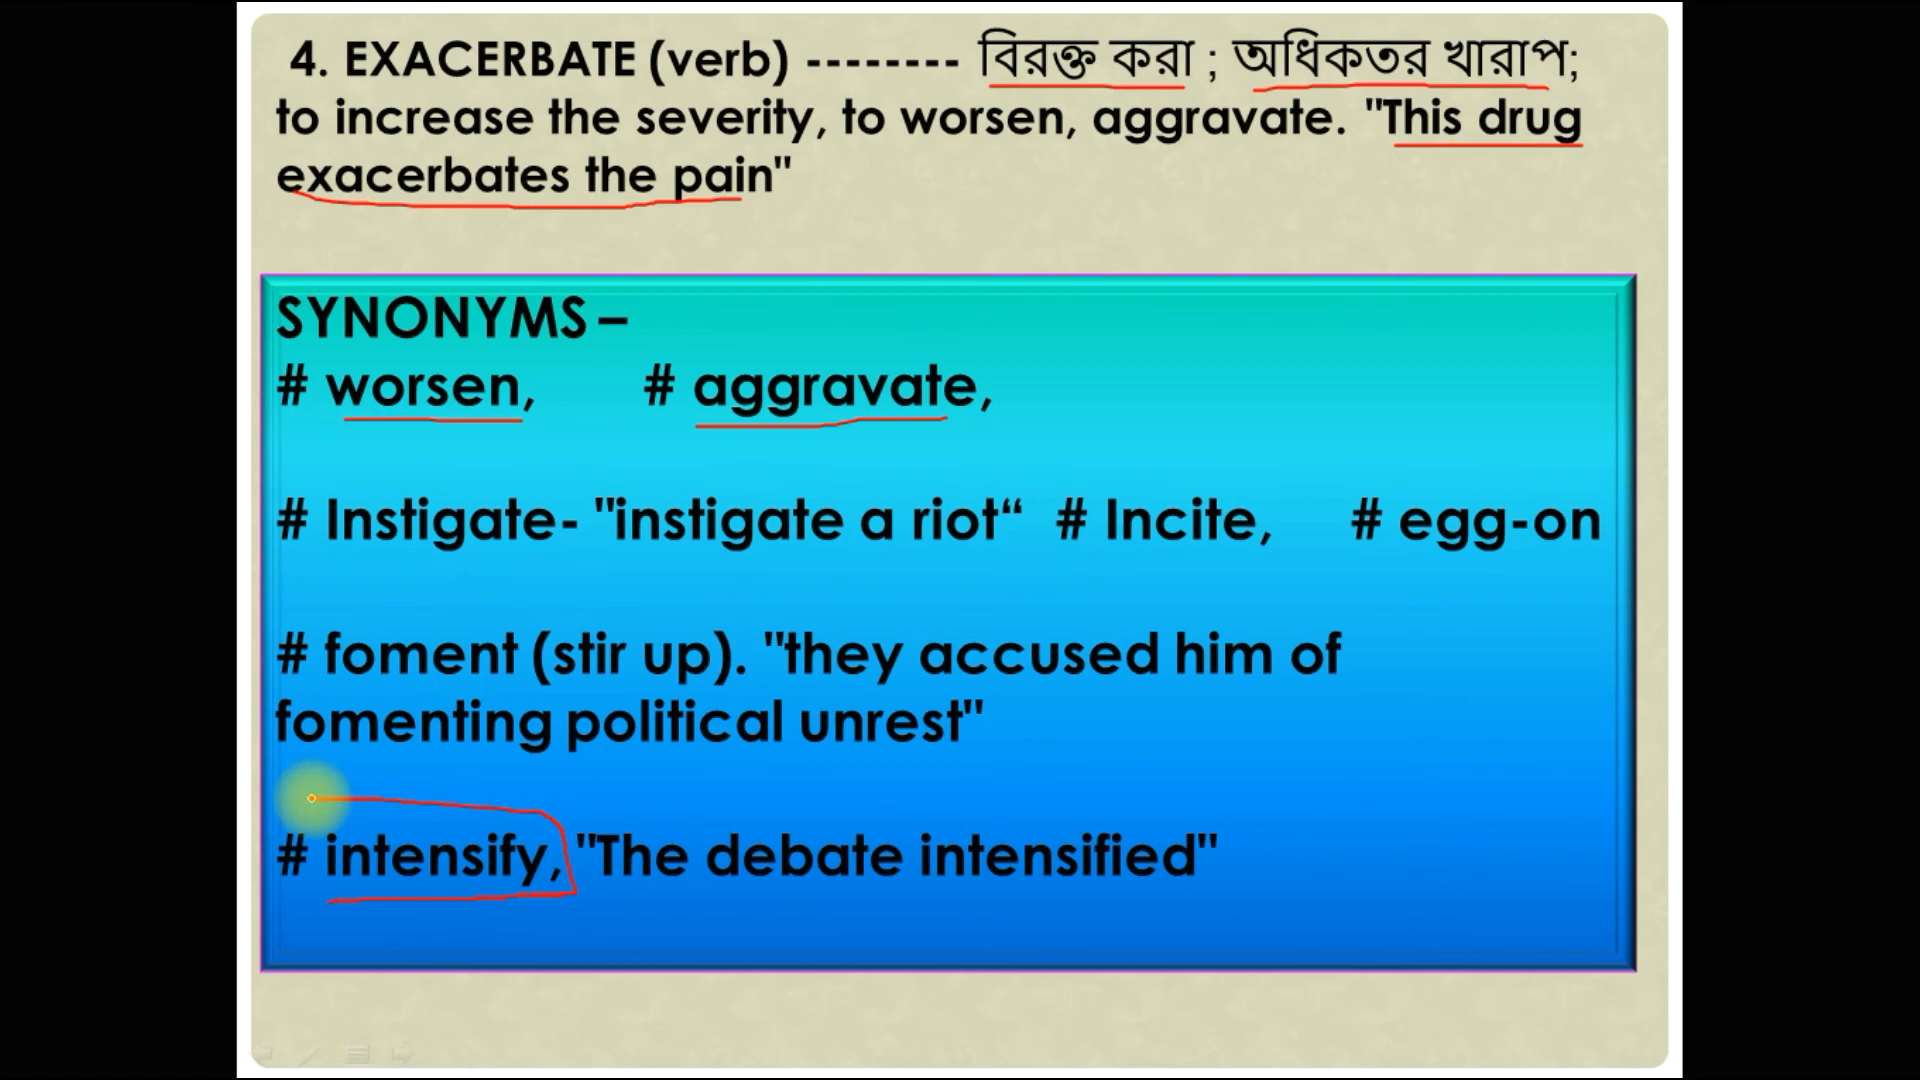 4. EXACERBATE (verb) -------- বিরক্ত করা ; অধিকতর খারাপ;
to increase the severity, to worsen, aggravate. "This drug
exacerbates the pain"
SYNONYMS –
# worsen, # aggravate,
# Instigate- "instigate a riot“ # Incite, # egg-on
# foment (stir up). "they accused him of
fomenting political unrest"
# intensify, "The debate intensified"